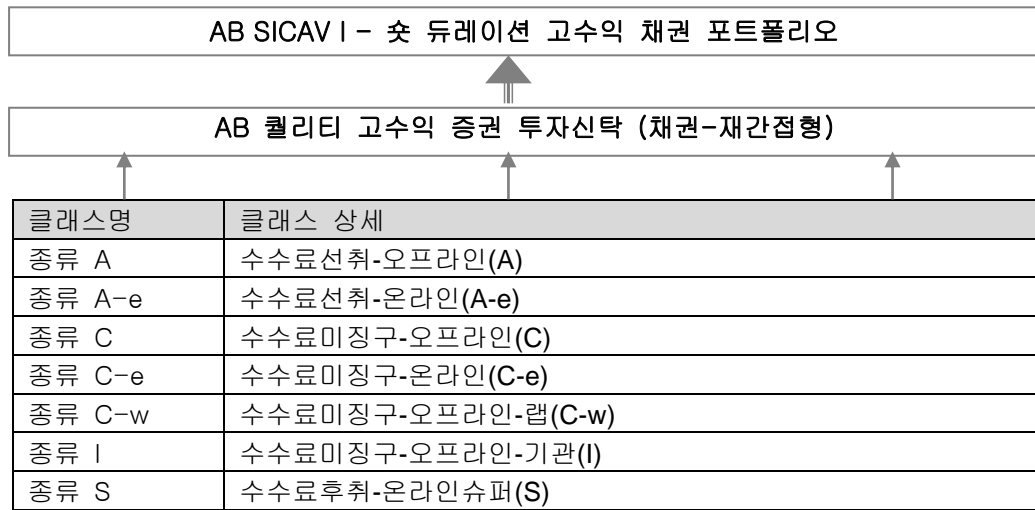 AB SICAV I - 숏 듀레이션 고수익 채권 포트폴리오
AB 퀄리티 고수익 증권 투자신탁 (채권-재간접형)
클래스명 클래스 상세
종류 A 수수료선취-오프라인(A)
종류 A-e 수수료선취-온라인(A-e)
종류 C 수수료미징구-오프라인(C)
종류 C-e 수수료미징구-온라인(C-e)
종류 C-w 수수료미징구-오프라인-랩(C-w)
종류 I 수수료미징구-오프라인-기관(I)
종류 S 수수료후취-온라인슈퍼(S)